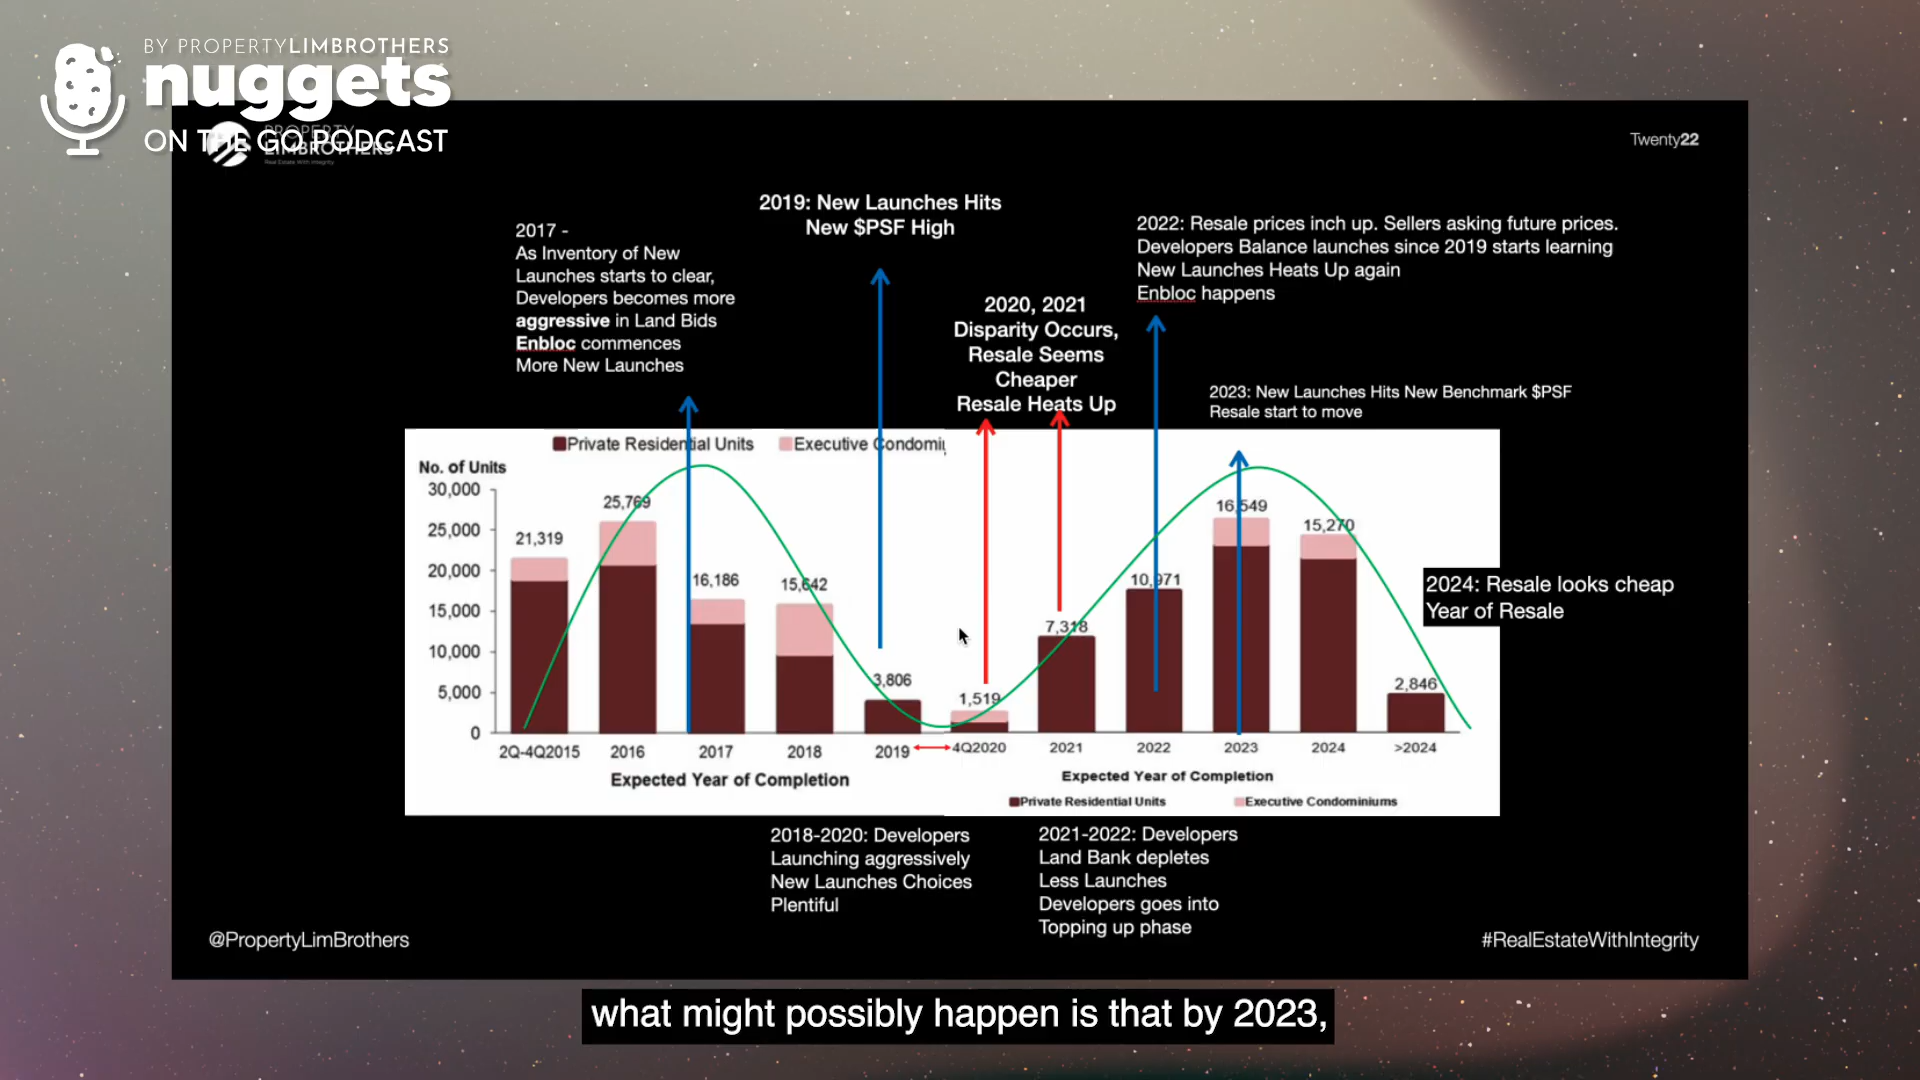 BY PROPERTYLIMBROTHERS
nuggets
ON THE GO PODCAST
PROPERTY
LIMBROTHERS
Real Estate With Integrity
Twenty22
2017 -
As Inventory of New
Launches starts to clear,
Developers becomes more
aggressive in Land Bids
Enbloc commences
More New Launches
2019: New Launches Hits
New $PSF High
2020, 2021
Disparity Occurs,
Resale Seems
Cheaper
Resale Heats Up
2022: Resale prices inch up. Sellers asking future prices.
Developers Balance launches since 2019 starts learning
New Launches Heats Up again
Enbloc happens
2023: New Launches Hits New Benchmark $PSF
Resale start to move
2024: Resale looks cheap
Year of Resale
Private Residential Units
Executive Condomi
No. of Units
30,000
25,000
20,000
15,000
10,000
5,000
0
21,319
25,769
16,186
15,642
3,806
1,519
7,318
10,971
16,549
15,270
2,846
2Q-4Q2015 2016 2017 2018 2019
4Q2020 2021 2022 2023 2024 >2024
Expected Year of Completion
Expected Year of Completion
Private Residential Units
Executive Condominiums
2018-2020: Developers
Launching aggressively
New Launches Choices
Plentiful
2021-2022: Developers
Land Bank depletes
Less Launches
Developers goes into
Topping up phase
@PropertyLimBrothers
#RealEstateWithIntegrity
what might possibly happen is that by 2023,